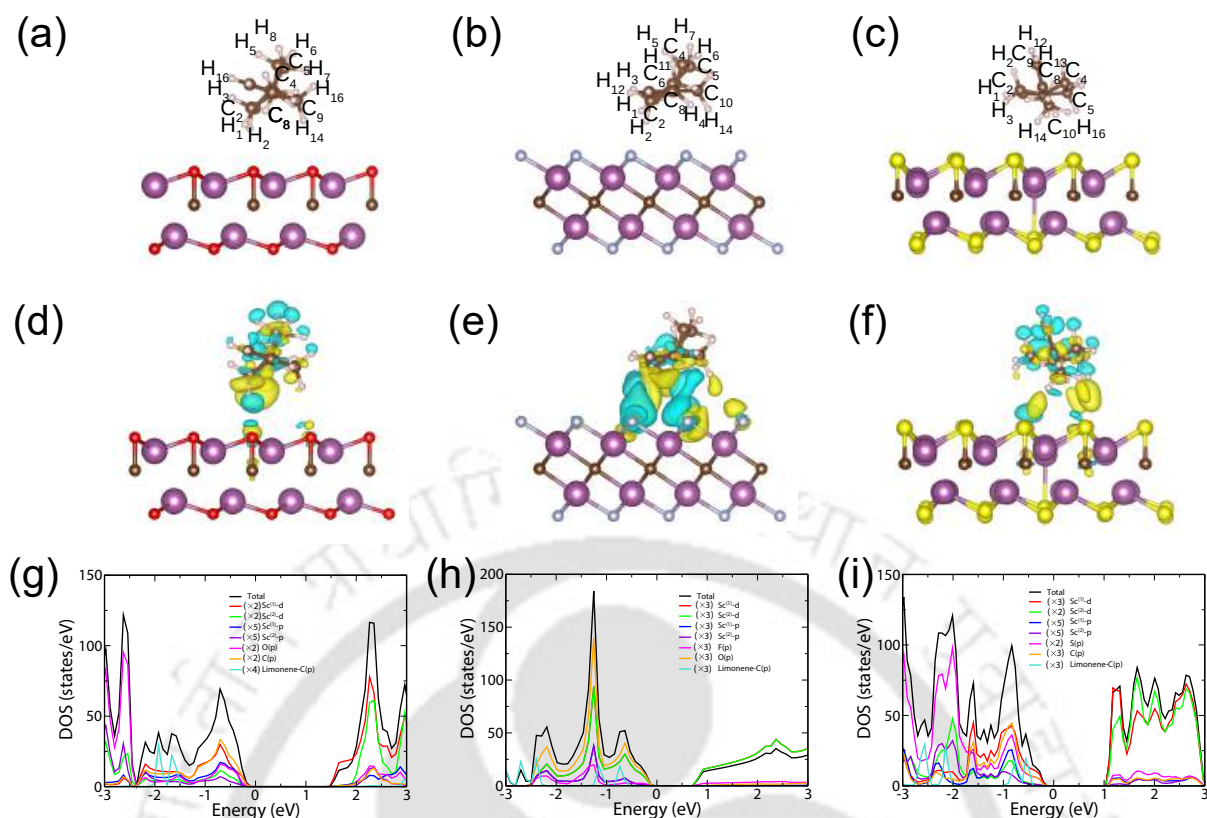 (a)
H8
H5 H6
C5
H16 C4 H7
H3 H16
C2 C9
H1 C8 H14
H2
(b)
H5 H7
C4 H6
C11
H3 C5
H12 C6
H1 C8 C10
C2 H4
H2 H14
(c)
H12
H2 C9 H13
C2 C8 C4
H1 C5
H3
H14 C10 H16
(d)
(e)
(f)
(g)
150
100
50
0
DOS (states/eV)
Total
(×2) Sc(1)-d
(×2) Sc(2)-d
(×5) Sc(1)-p
(×5) Sc(2)-p
(×2) O(p)
(×2) C(p)
(×4) Limonene-C(p)
-3 -2 -1 0 1 2 3
Energy (eV)
(h)
200
150
100
50
0
DOS (states/eV)
Total
(×3) Sc(1)-d
(×3) Sc(2)-d
(×3) Sc(1)-p
(×3) Sc(2)-p
(×3) F(p)
(×3) O(p)
(×3) Limonene-C(p)
-3 -2 -1 0 1 2 3
Energy (eV)
(i)
150
100
50
0
DOS (states/eV)
Total
(×3) Sc(1)-d
(×2) Sc(2)-d
(×5) Sc(1)-p
(×5) Sc(2)-p
(×2) S(p)
(×3) C(p)
(×3) Limonene-C(p)
-3 -2 -1 0 1 2 3
Energy (eV)